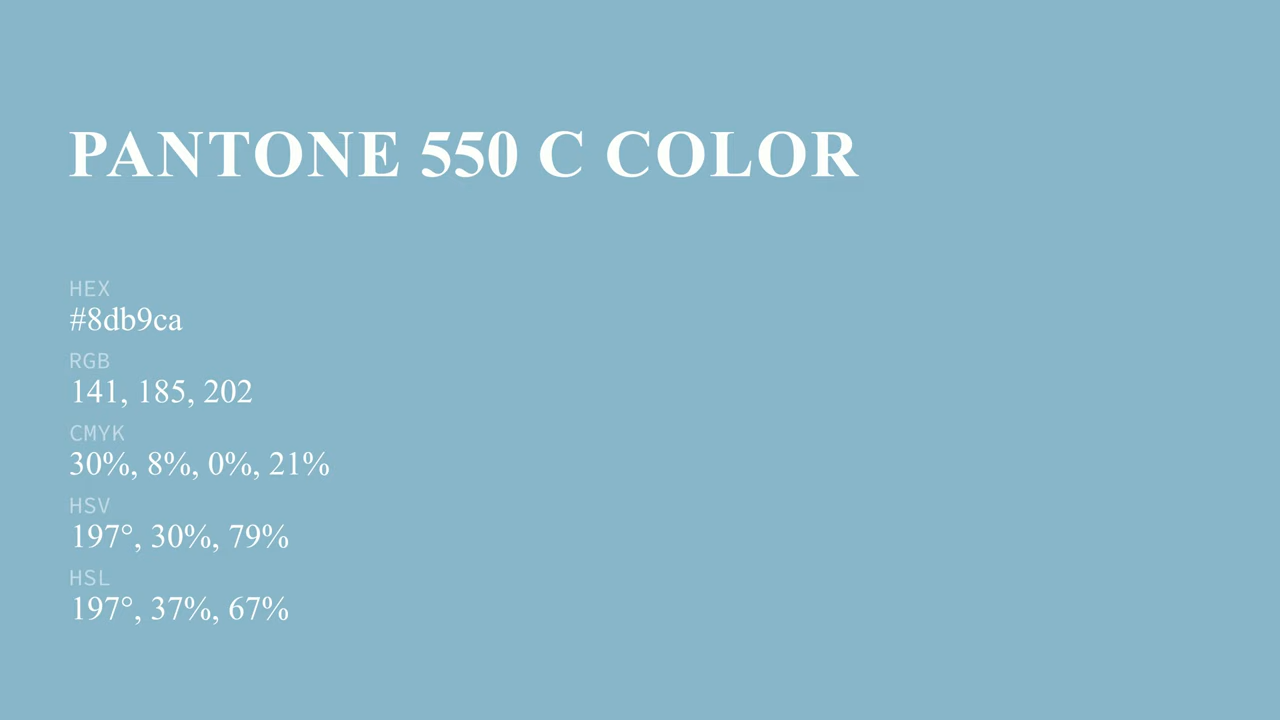 PANTONE 550 C COLOR
HEX
#8db9ca
RGB
141, 185, 202
CMYK
30%, 8%, 0%, 21%
HSV
197°, 30%, 79%
HSL
197°, 37%, 67%